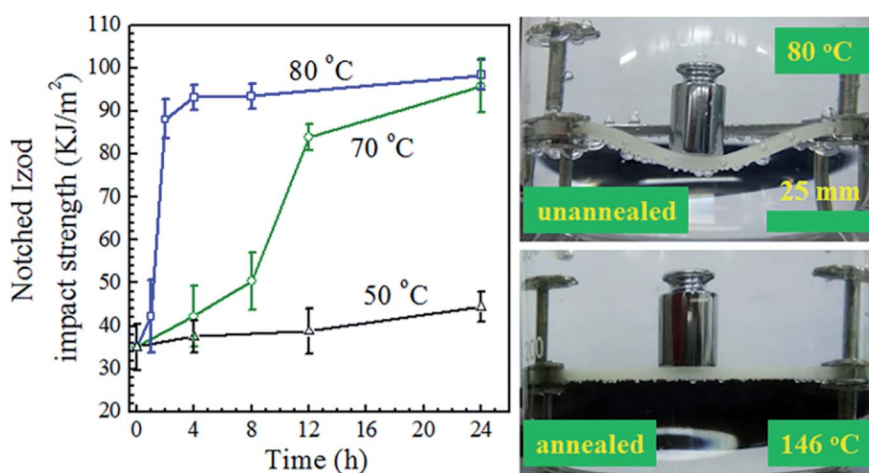 Notched Izod
impact strength (KJ/m²)
110
100
90
80
70
60
50
40
30
20
80 °C
70 °C
50 °C
0 4 8 12 16 20 24
Time (h)
80 °C
unannealed
25 mm
annealed
146 °C